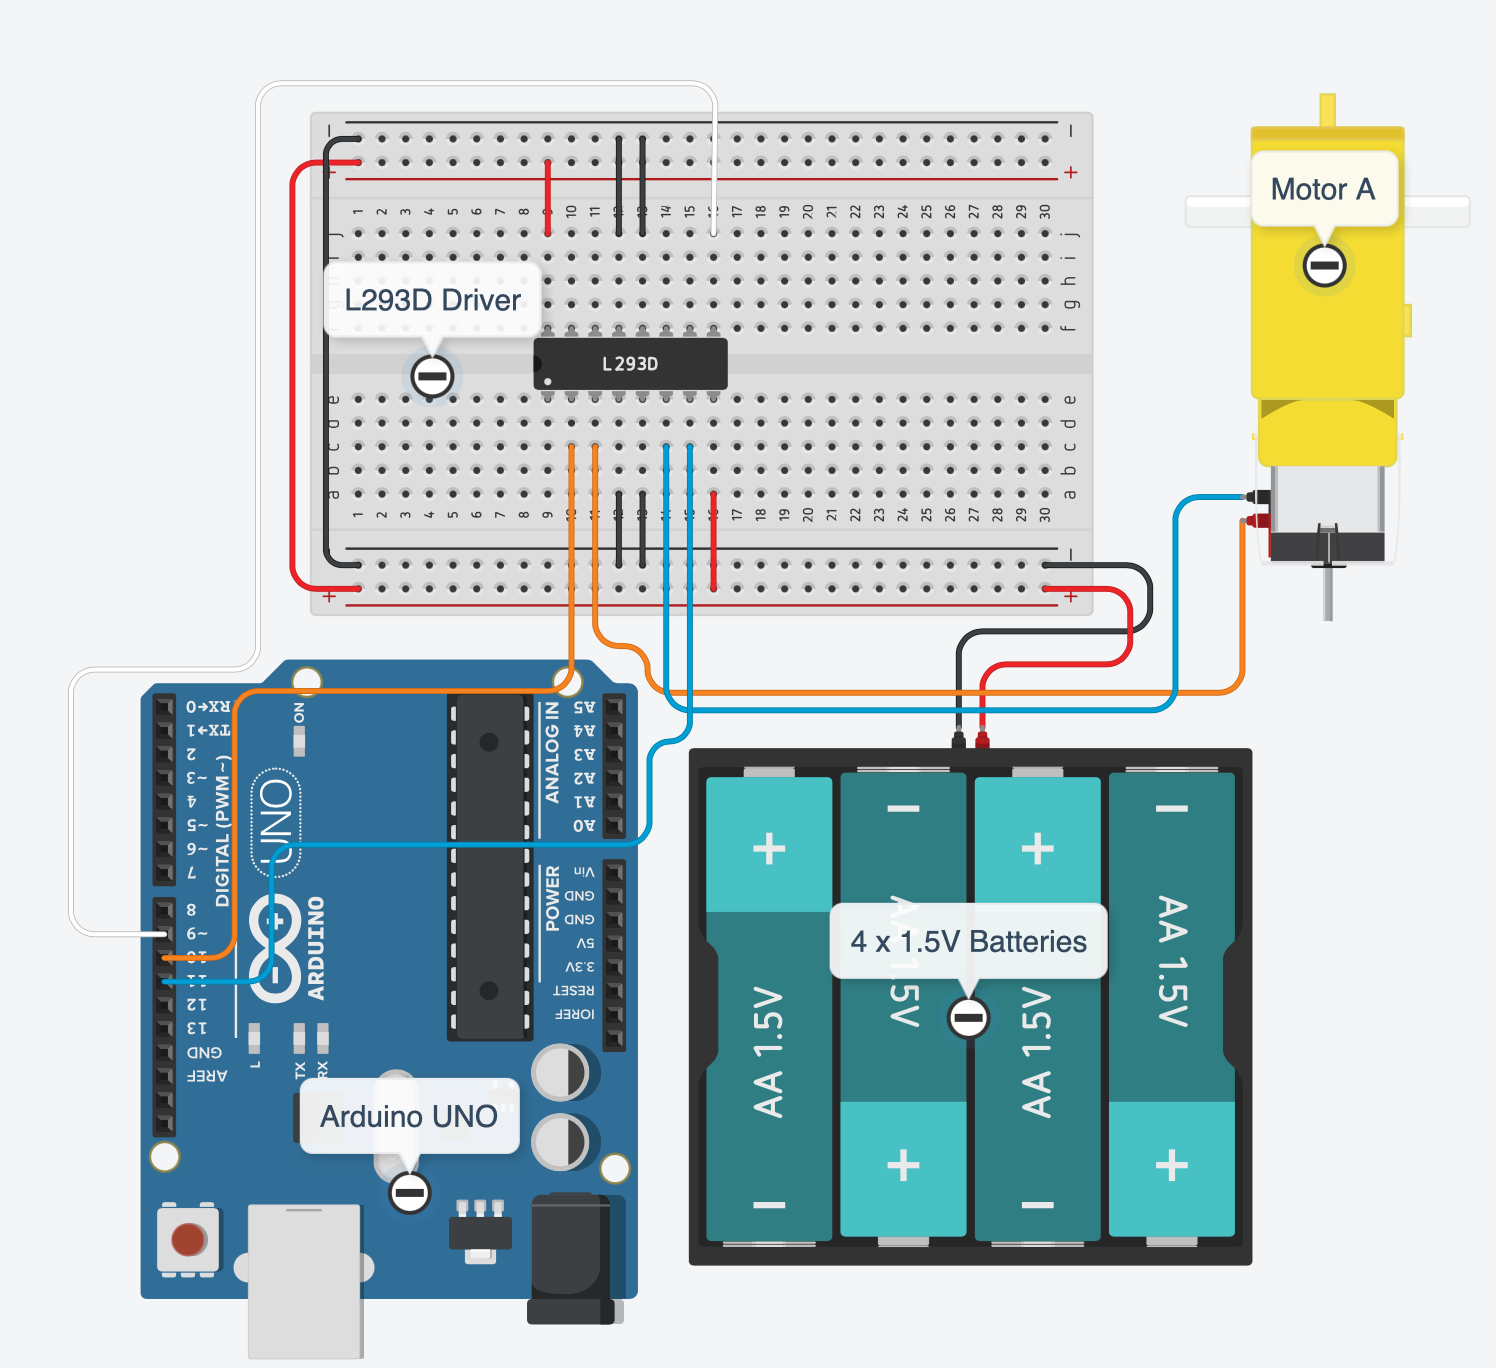 Motor A
1 2 3 4 5 6 7 8 9 10 11 12 13 14 15 16 17 18 19 20 21 22 23 24 25 26 27 28 29 30
j
i
h
g
f
L293D Driver
L293D
e
d
c
b
a
1 2 3 4 5 6 7 8 9 10 11 12 13 14 15 16 17 18 19 20 21 22 23 24 25 26 27 28 29 30
RX←0
TX→1
2
~3
4
~5
~6
7
8
~9
10
11
12
13
GND
AREF
DIGITAL (PWM ~)
ON
UNO
ARDUINO
L
TX
RX
ANALOG IN
A5
A4
A3
A2
A1
A0
POWER
Vin
GND
GND
5V
3.3V
RESET
IOREF
Arduino UNO
4 x 1.5V Batteries
AA 1.5V
AA 1.5V
AA 1.5V
AA 1.5V